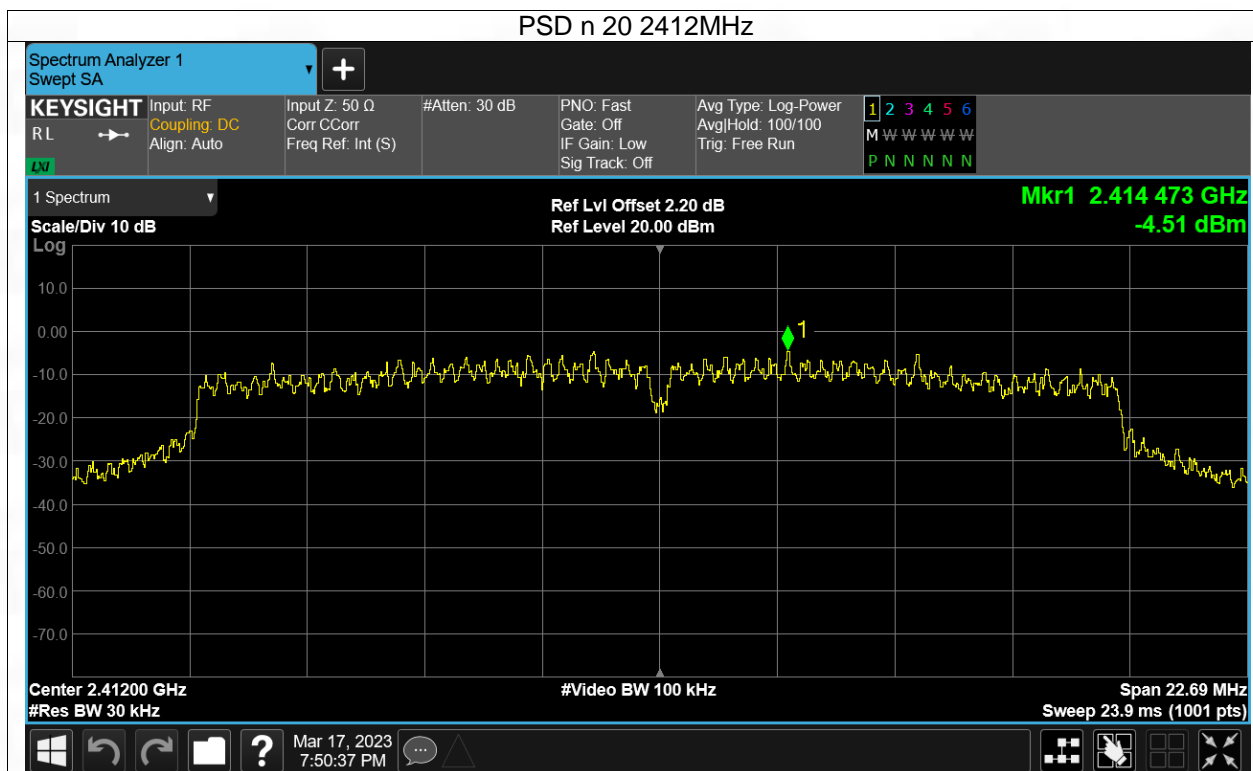 PSD n 20 2412MHz
Spectrum Analyzer 1
Swept SA
KEYSIGHT
RL
LXI
Input: RF
Coupling: DC
Align: Auto
Input Z: 50 Ω
Corr CCorr
Freq Ref: Int (S)
#Atten: 30 dB
PNO: Fast
Gate: Off
IF Gain: Low
Sig Track: Off
Avg Type: Log-Power
Avg|Hold: 100/100
Trig: Free Run
1 2 3 4 5 6
M W W W W W
P N N N N N
1 Spectrum
Scale/Div 10 dB
Ref Lvl Offset 2.20 dB
Ref Level 20.00 dBm
Mkr1 2.414 473 GHz
-4.51 dBm
Log
10.0
0.00
-10.0
-20.0
-30.0
-40.0
-50.0
-60.0
-70.0
1
Center 2.41200 GHz
#Res BW 30 kHz
#Video BW 100 kHz
Span 22.69 MHz
Sweep 23.9 ms (1001 pts)
Mar 17, 2023
7:50:37 PM